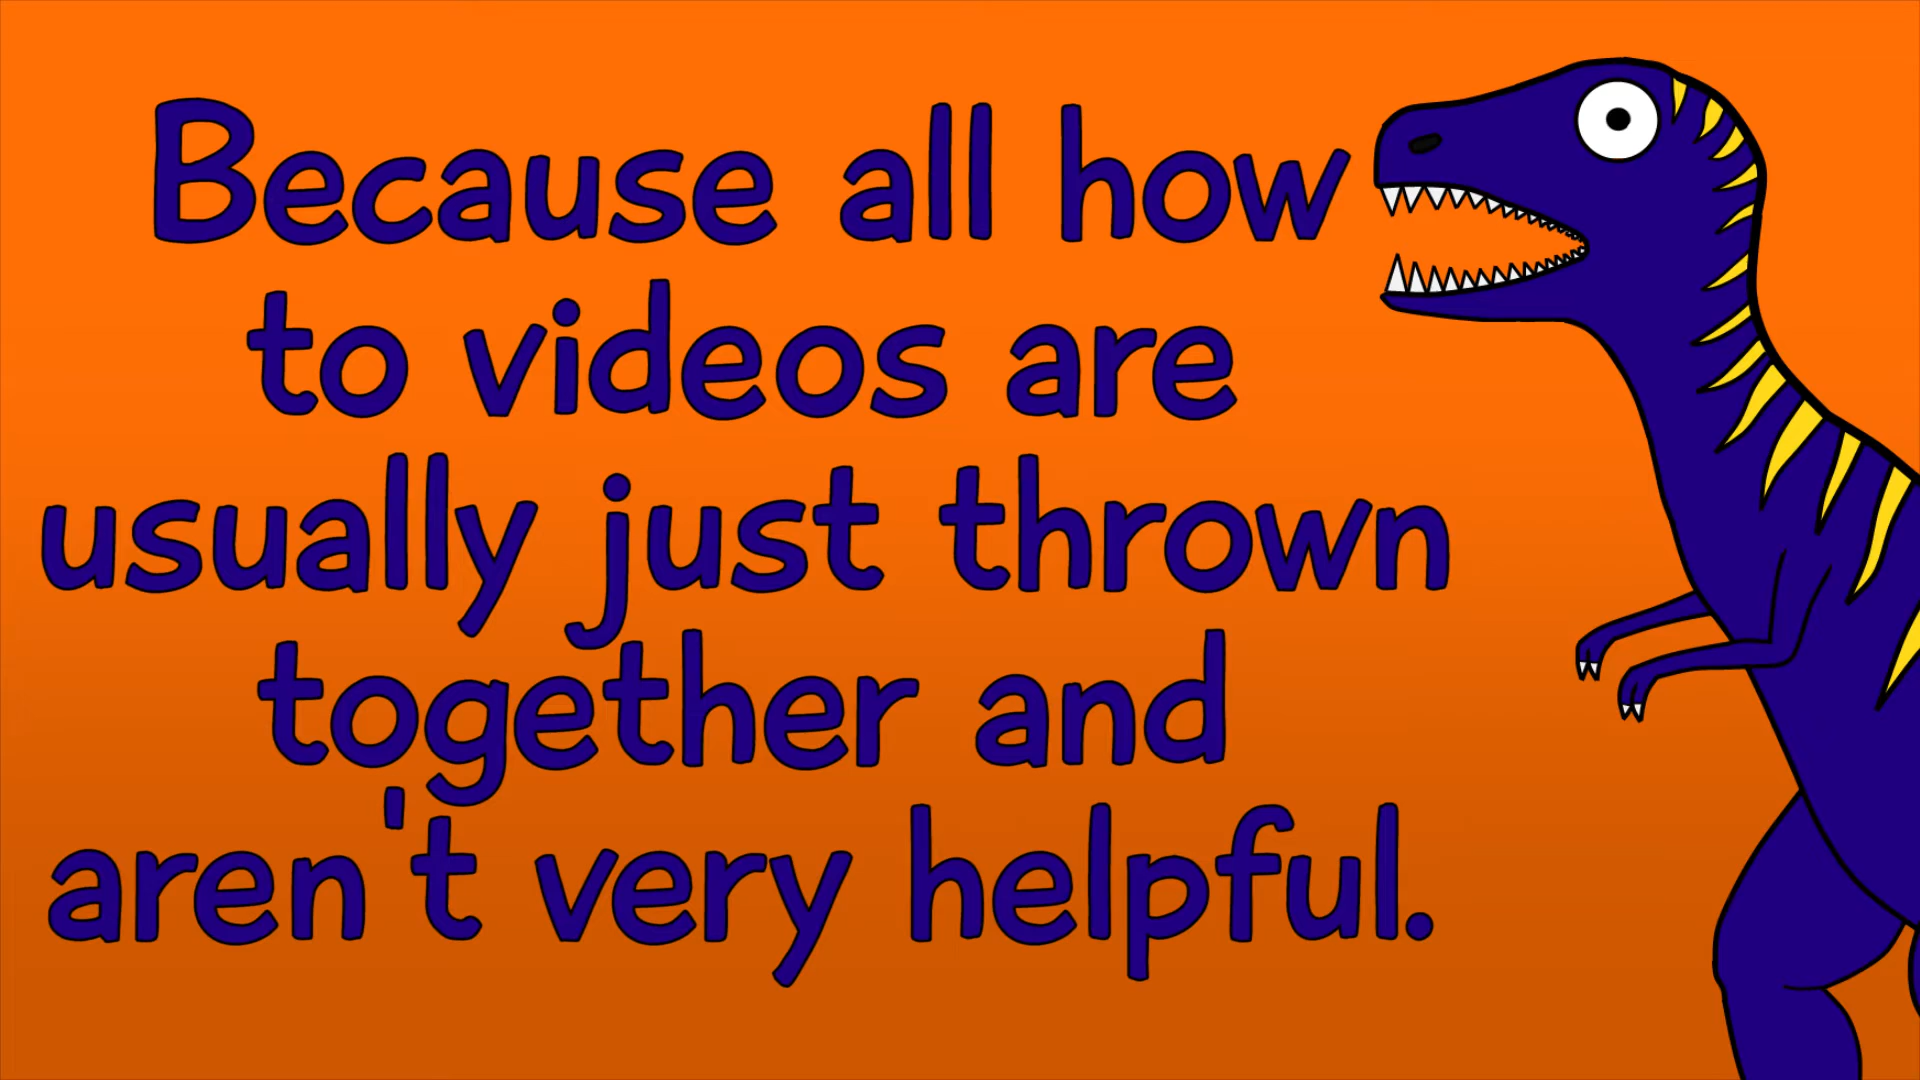 Because all how
to videos are
usually just thrown
together and
aren't very helpful.